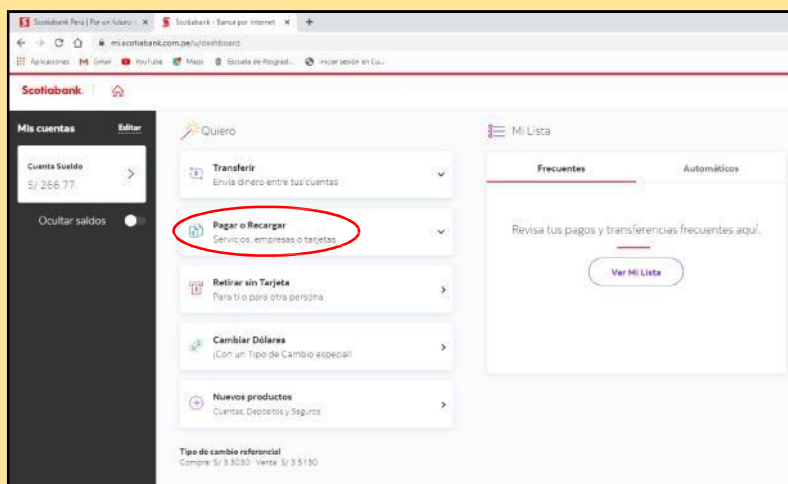 Scotiabank Perú | Por un futuro
Scotiabank - Banca por Internet
mi.scotiabank.com.pe/u/dashboard
Aplicaciones Gmail YouTube Maps Escuela de Posgrad... Iniciar sesión en Cu...
Scotiabank
Mis cuentas Editar
Cuenta Sueldo
S/ 266.77
Ocultar saldos
Quiero
Transferir
Envía dinero entre tus cuentas
Pagar o Recargar
Servicios, empresas o tarjetas
Retirar sin Tarjeta
Para ti o para otra persona
Cambiar Dólares
¡Con un Tipo de Cambio especial!
Nuevos productos
Cuentas, Depósitos y Seguros
Tipo de cambio referencial
Compra: S/ 3.3030 Venta: S/ 3.5130
Mi Lista
Frecuentes Automáticos
Revisa tus pagos y transferencias frecuentes aquí.
Ver Mi Lista